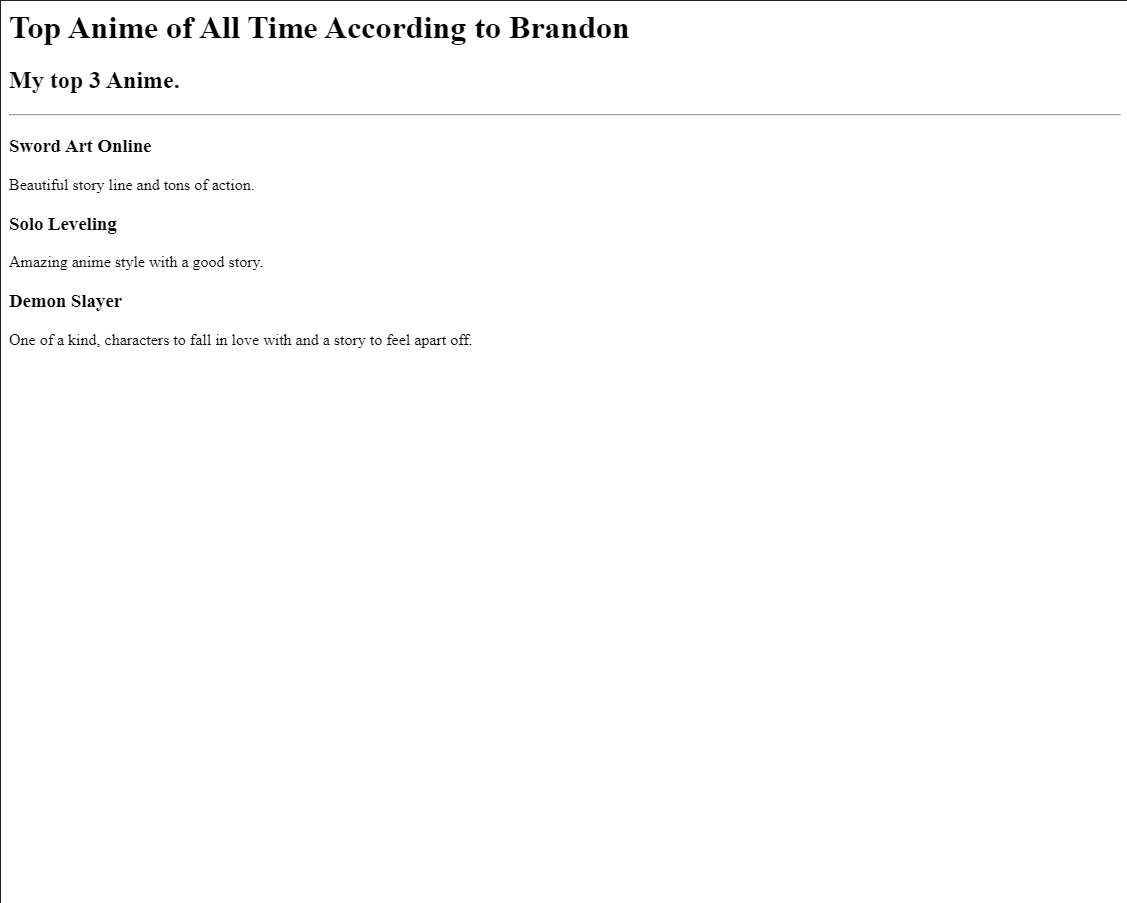 Top Anime of All Time According to Brandon
My top 3 Anime.
Sword Art Online
Beautiful story line and tons of action.
Solo Leveling
Amazing anime style with a good story.
Demon Slayer
One of a kind, characters to fall in love with and a story to feel apart off.